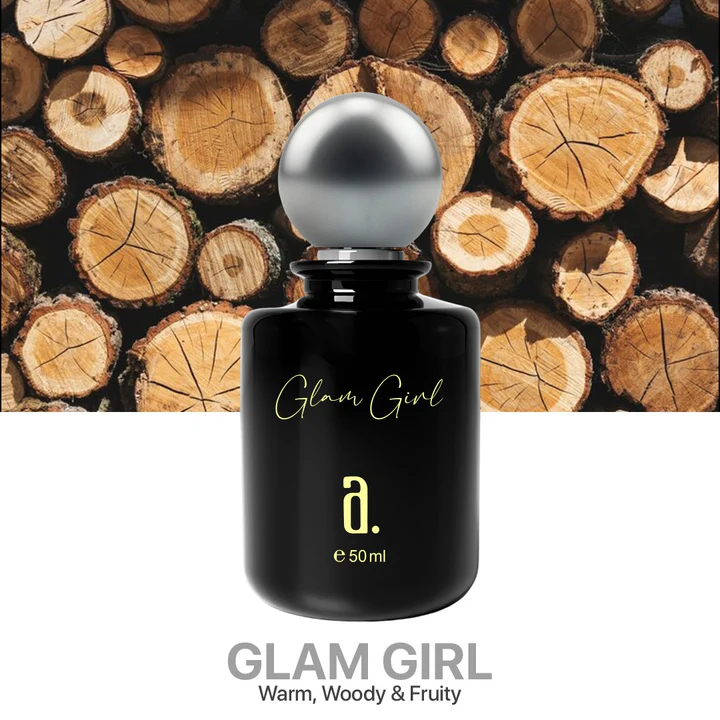 Glam Girl
a.
℮ 50 ml
GLAM GIRL
Warm, Woody & Fruity